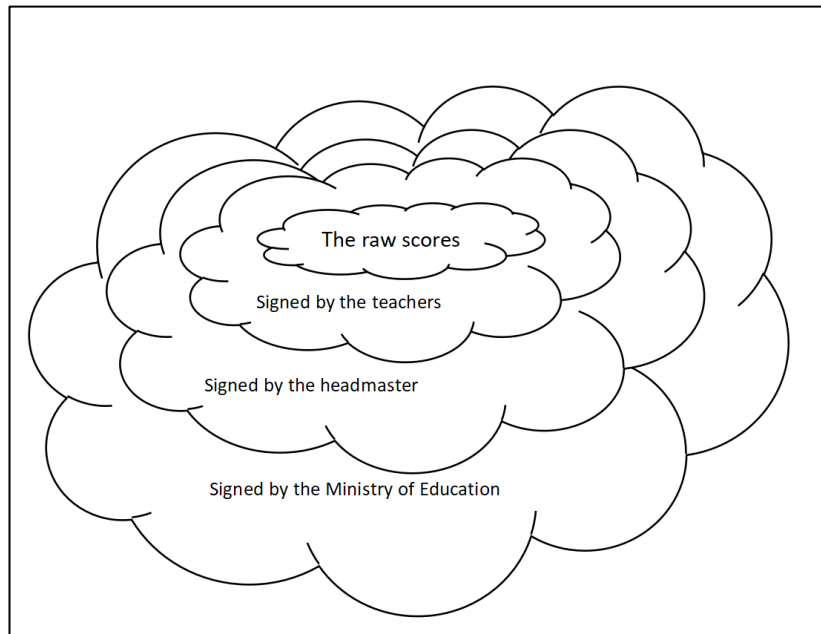 The raw scores
Signed by the teachers
Signed by the headmaster
Signed by the Ministry of Education